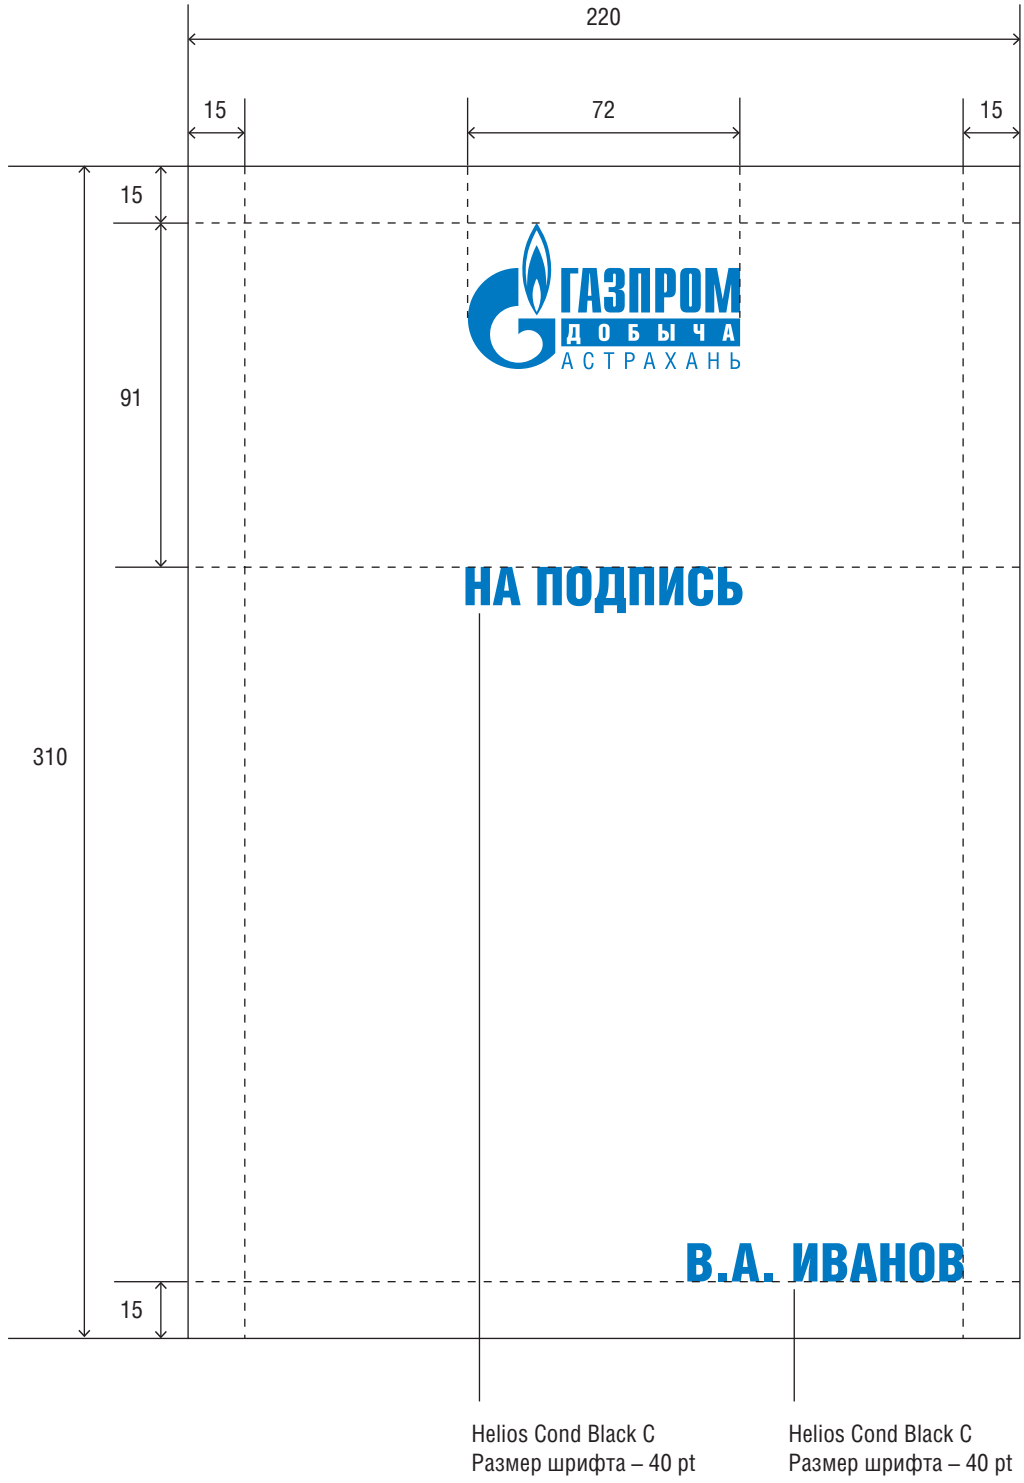 220
15
72
15
15
ГАЗПРОМ
ДОБЫЧА
АСТРАХАНЬ
91
НА ПОДПИСЬ
310
В.А. ИВАНОВ
15
Helios Cond Black C
Размер шрифта – 40 pt
Helios Cond Black C
Размер шрифта – 40 pt